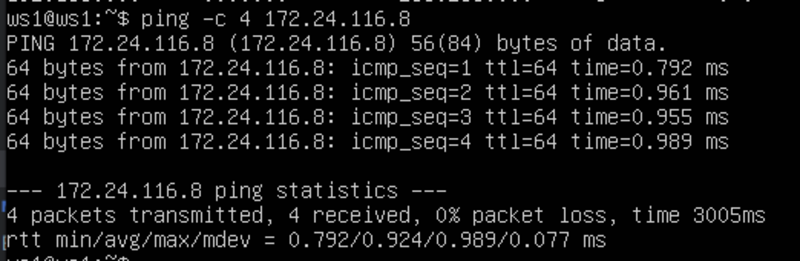 ws1@ws1:~$ ping -c 4 172.24.116.8
PING 172.24.116.8 (172.24.116.8) 56(84) bytes of data.
64 bytes from 172.24.116.8: icmp_seq=1 ttl=64 time=0.792 ms
64 bytes from 172.24.116.8: icmp_seq=2 ttl=64 time=0.961 ms
64 bytes from 172.24.116.8: icmp_seq=3 ttl=64 time=0.955 ms
64 bytes from 172.24.116.8: icmp_seq=4 ttl=64 time=0.989 ms
--- 172.24.116.8 ping statistics ---
4 packets transmitted, 4 received, 0% packet loss, time 3005ms
rtt min/avg/max/mdev = 0.792/0.924/0.989/0.077 ms
ws1@ws1:~$